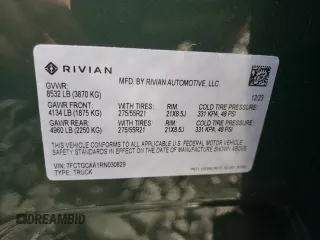 RIVIAN
MFD. BY RIVIAN AUTOMOTIVE, LLC.
12/23
GVWR:
8532 LB (3870 KG)
GAWR FRONT: WITH TIRES: RIM: COLD TIRE PRESSURE:
4134 LB (1875 KG) 275/55R21 21X8.5J 331 KPA, 48 PSI
GAWR REAR: WITH TIRES: RIM: COLD TIRE PRESSURE:
4960 LB (2250 KG) 275/55R21 21X8.5J 331 KPA, 48 PSI
THIS VEHICLE CONFORMS TO ALL APPLICABLE U.S. FEDERAL MOTOR
VEHICLE SAFETY STANDARDS IN EFFECT ON THE DATE OF
MANUFACTURE SHOWN ABOVE.
VIN: 7FCTGCAA1RN030829
TYPE: TRUCK
DREAMBID